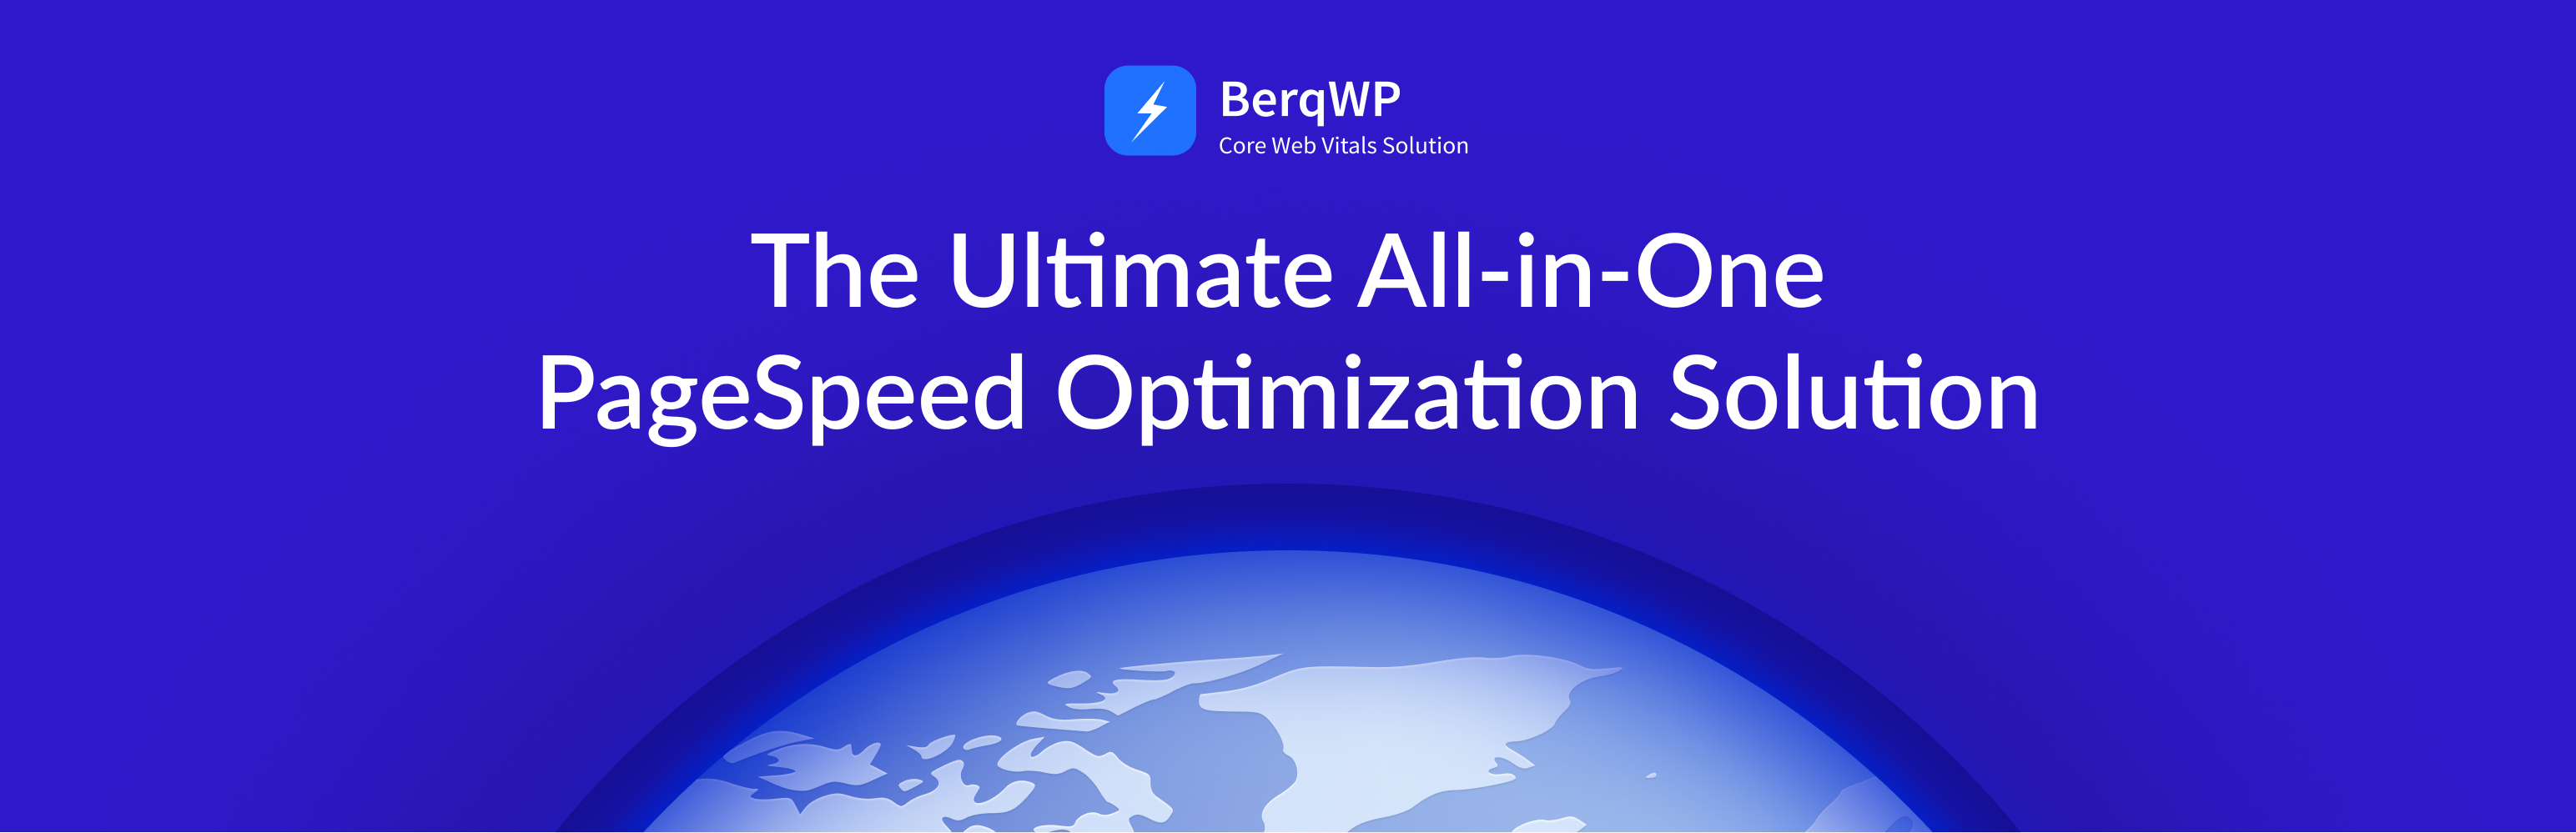 BerqWP
Core Web Vitals Solution
The Ultimate All-in-One
PageSpeed Optimization Solution